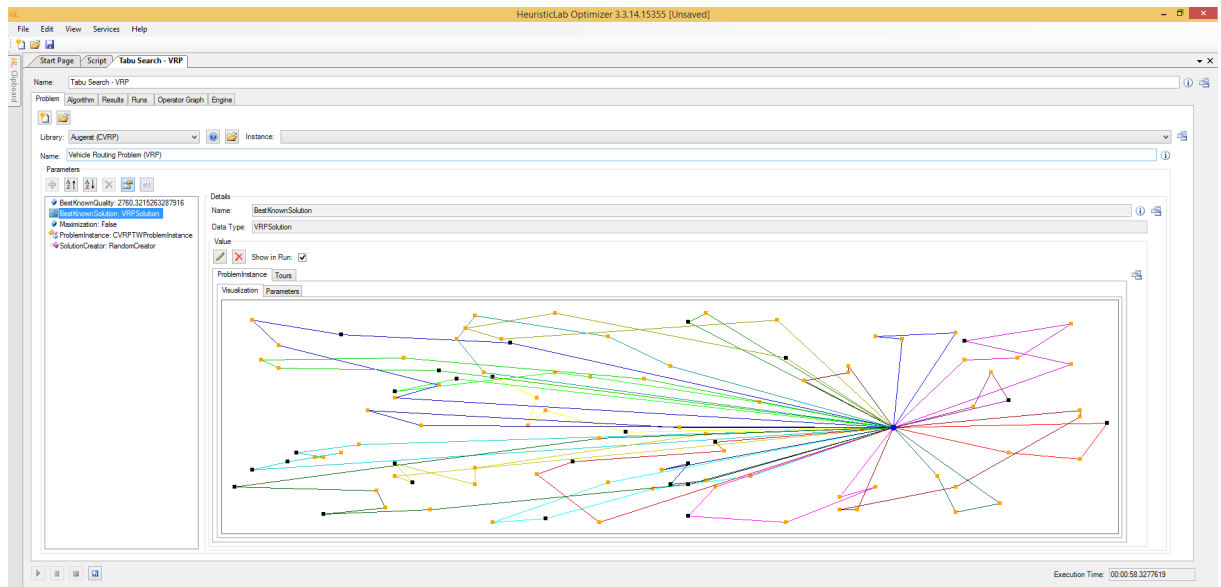 HL HeuristicLab Optimizer 3.3.14.15355 [Unsaved]
File Edit View Services Help
HL Clipboard
Start Page Script Tabu Search - VRP
Name: Tabu Search - VRP
Problem Algorithm Results Runs Operator Graph Engine
Library: Augerat (CVRP) Instance:
Name: Vehicle Routing Problem (VRP)
Parameters
BestKnownQuality: 2760,3215263287916
BestKnownSolution: VRPSolution
Maximization: False
ProblemInstance: CVRPTWProblemInstance
SolutionCreator: RandomCreator
Details
Name: BestKnownSolution
Data Type: VRPSolution
Value
Show in Run:
ProblemInstance Tours
Visualization Parameters
Execution Time: 00:00:58.3277619